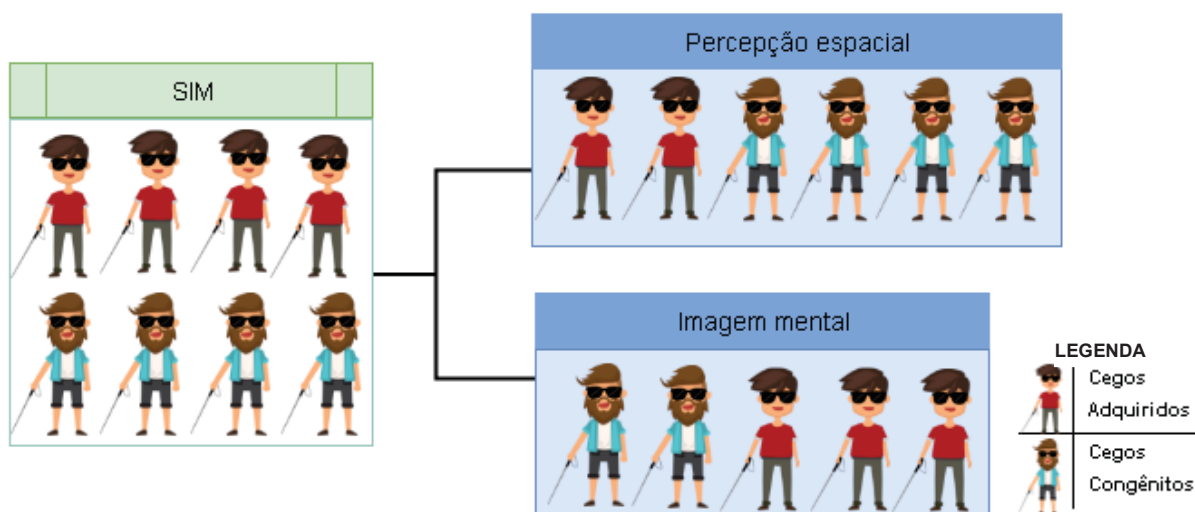 SIM
Percepção espacial
Imagem mental
LEGENDA
Cegos
Adquiridos
Cegos
Congênitos